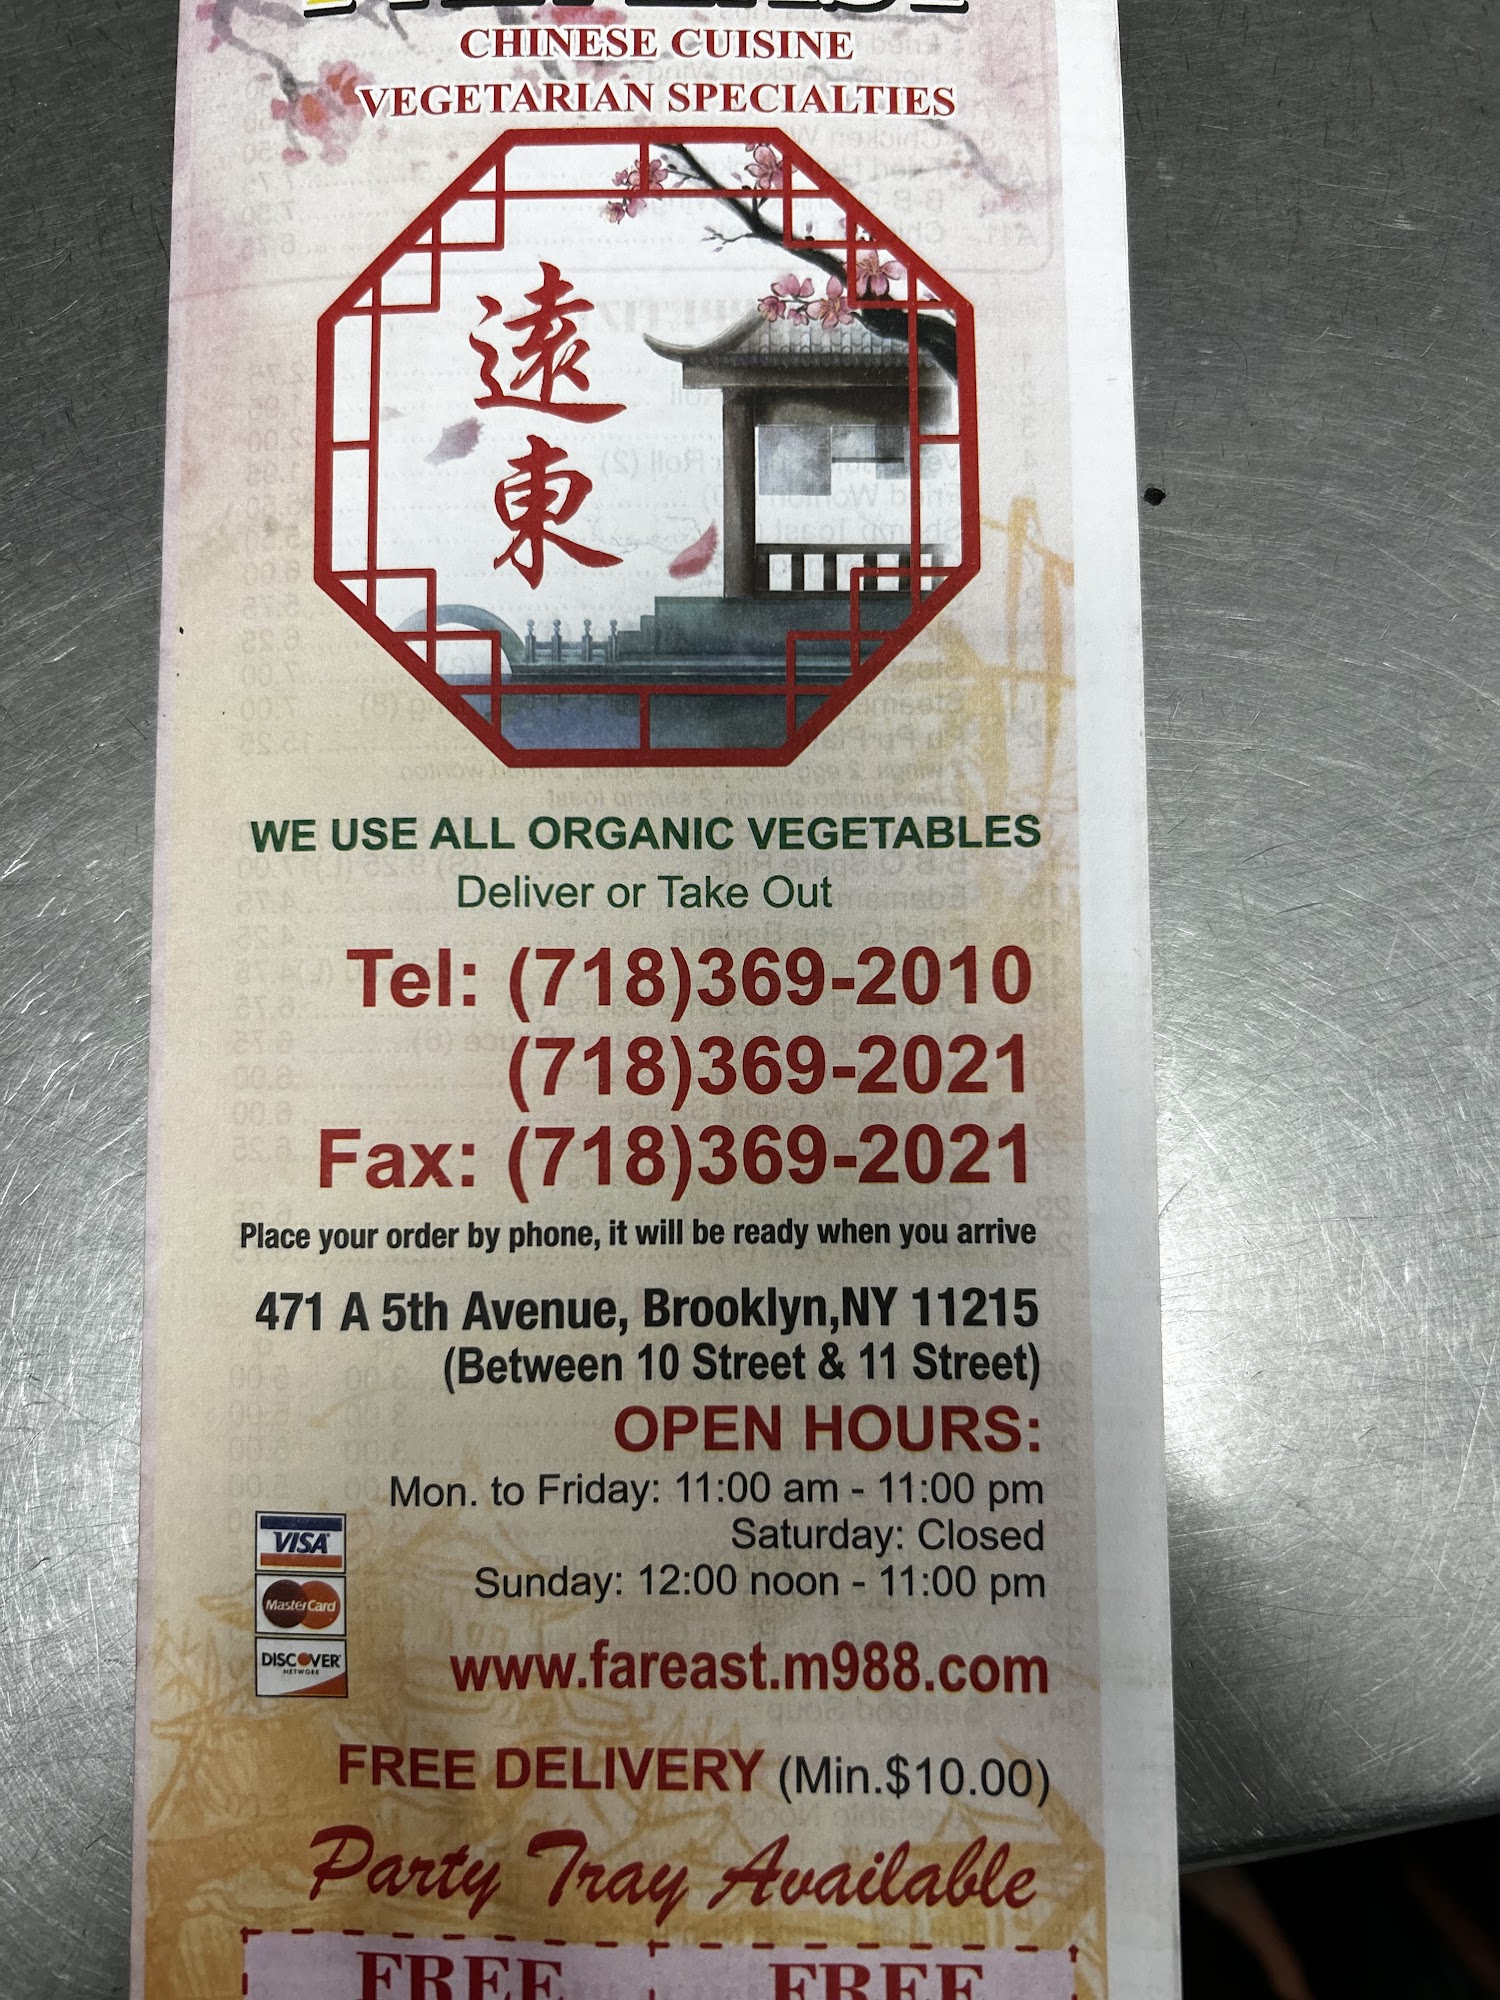 CHINESE CUISINE
VEGETARIAN SPECIALTIES
遠
東
WE USE ALL ORGANIC VEGETABLES
Deliver or Take Out
Tel: (718)369-2010
(718)369-2021
Fax: (718)369-2021
Place your order by phone, it will be ready when you arrive
471 A 5th Avenue, Brooklyn,NY 11215
(Between 10 Street & 11 Street)
OPEN HOURS:
Mon. to Friday: 11:00 am - 11:00 pm
Saturday: Closed
Sunday: 12:00 noon - 11:00 pm
VISA
MasterCard
DISCOVER
NETWORK
www.fareast.m988.com
FREE DELIVERY (Min.$10.00)
Party Tray Available
FREE FREE